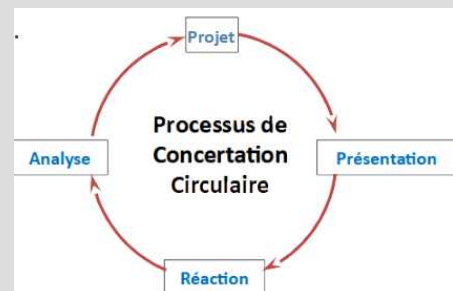 Projet
Processus de
Concertation
Circulaire
Analyse
Présentation
Réaction